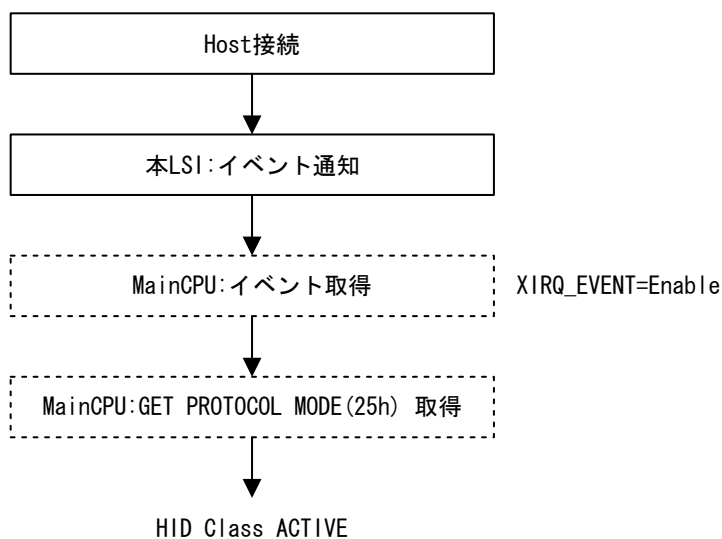 Host接続
本LSI:イベント通知
MainCPU:イベント取得
XIRQ_EVENT=Enable
MainCPU:GET PROTOCOL MODE(25h) 取得
HID Class ACTIVE